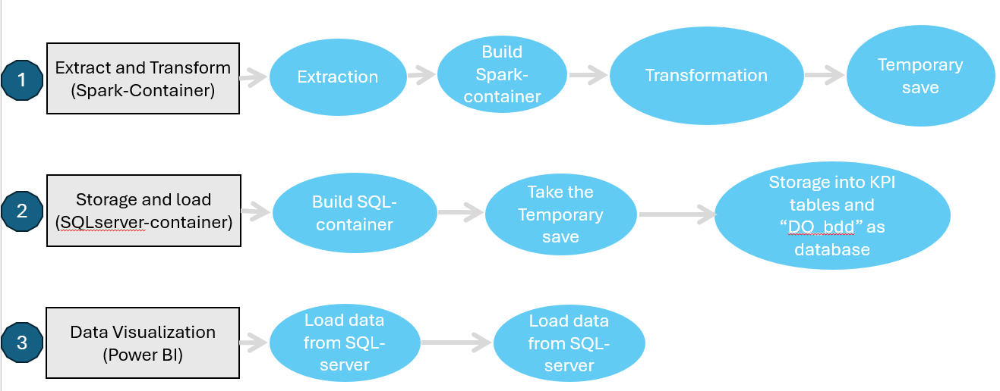 1
Extract and Transform
(Spark-Container)
Extraction
Build
Spark-
container
Transformation
Temporary
save
2
Storage and load
(SQLserver-container)
Build SQL-
container
Take the
Temporary
save
Storage into KPI
tables and
“DO_bdd” as
database
3
Data Visualization
(Power BI)
Load data
from SQL-
server
Load data
from SQL-
server